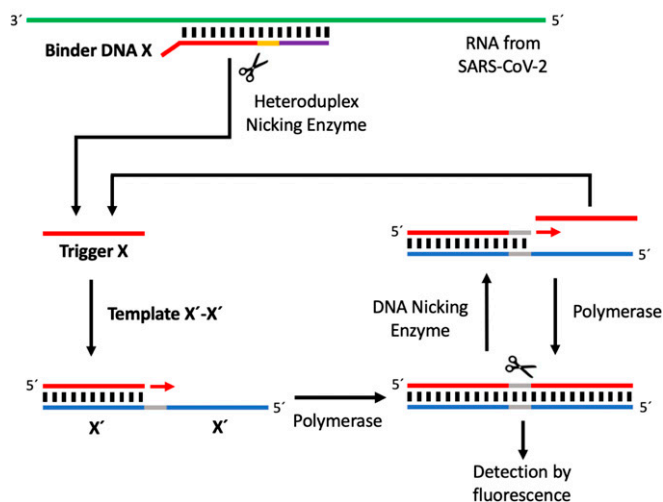 3´ 5´
Binder DNA X
RNA from
SARS-CoV-2
Heteroduplex
Nicking Enzyme
Trigger X
5´
5´
Template X´-X´
DNA Nicking
Enzyme
Polymerase
5´
5´
X´ X´
Polymerase
5´
5´
Detection by
fluorescence